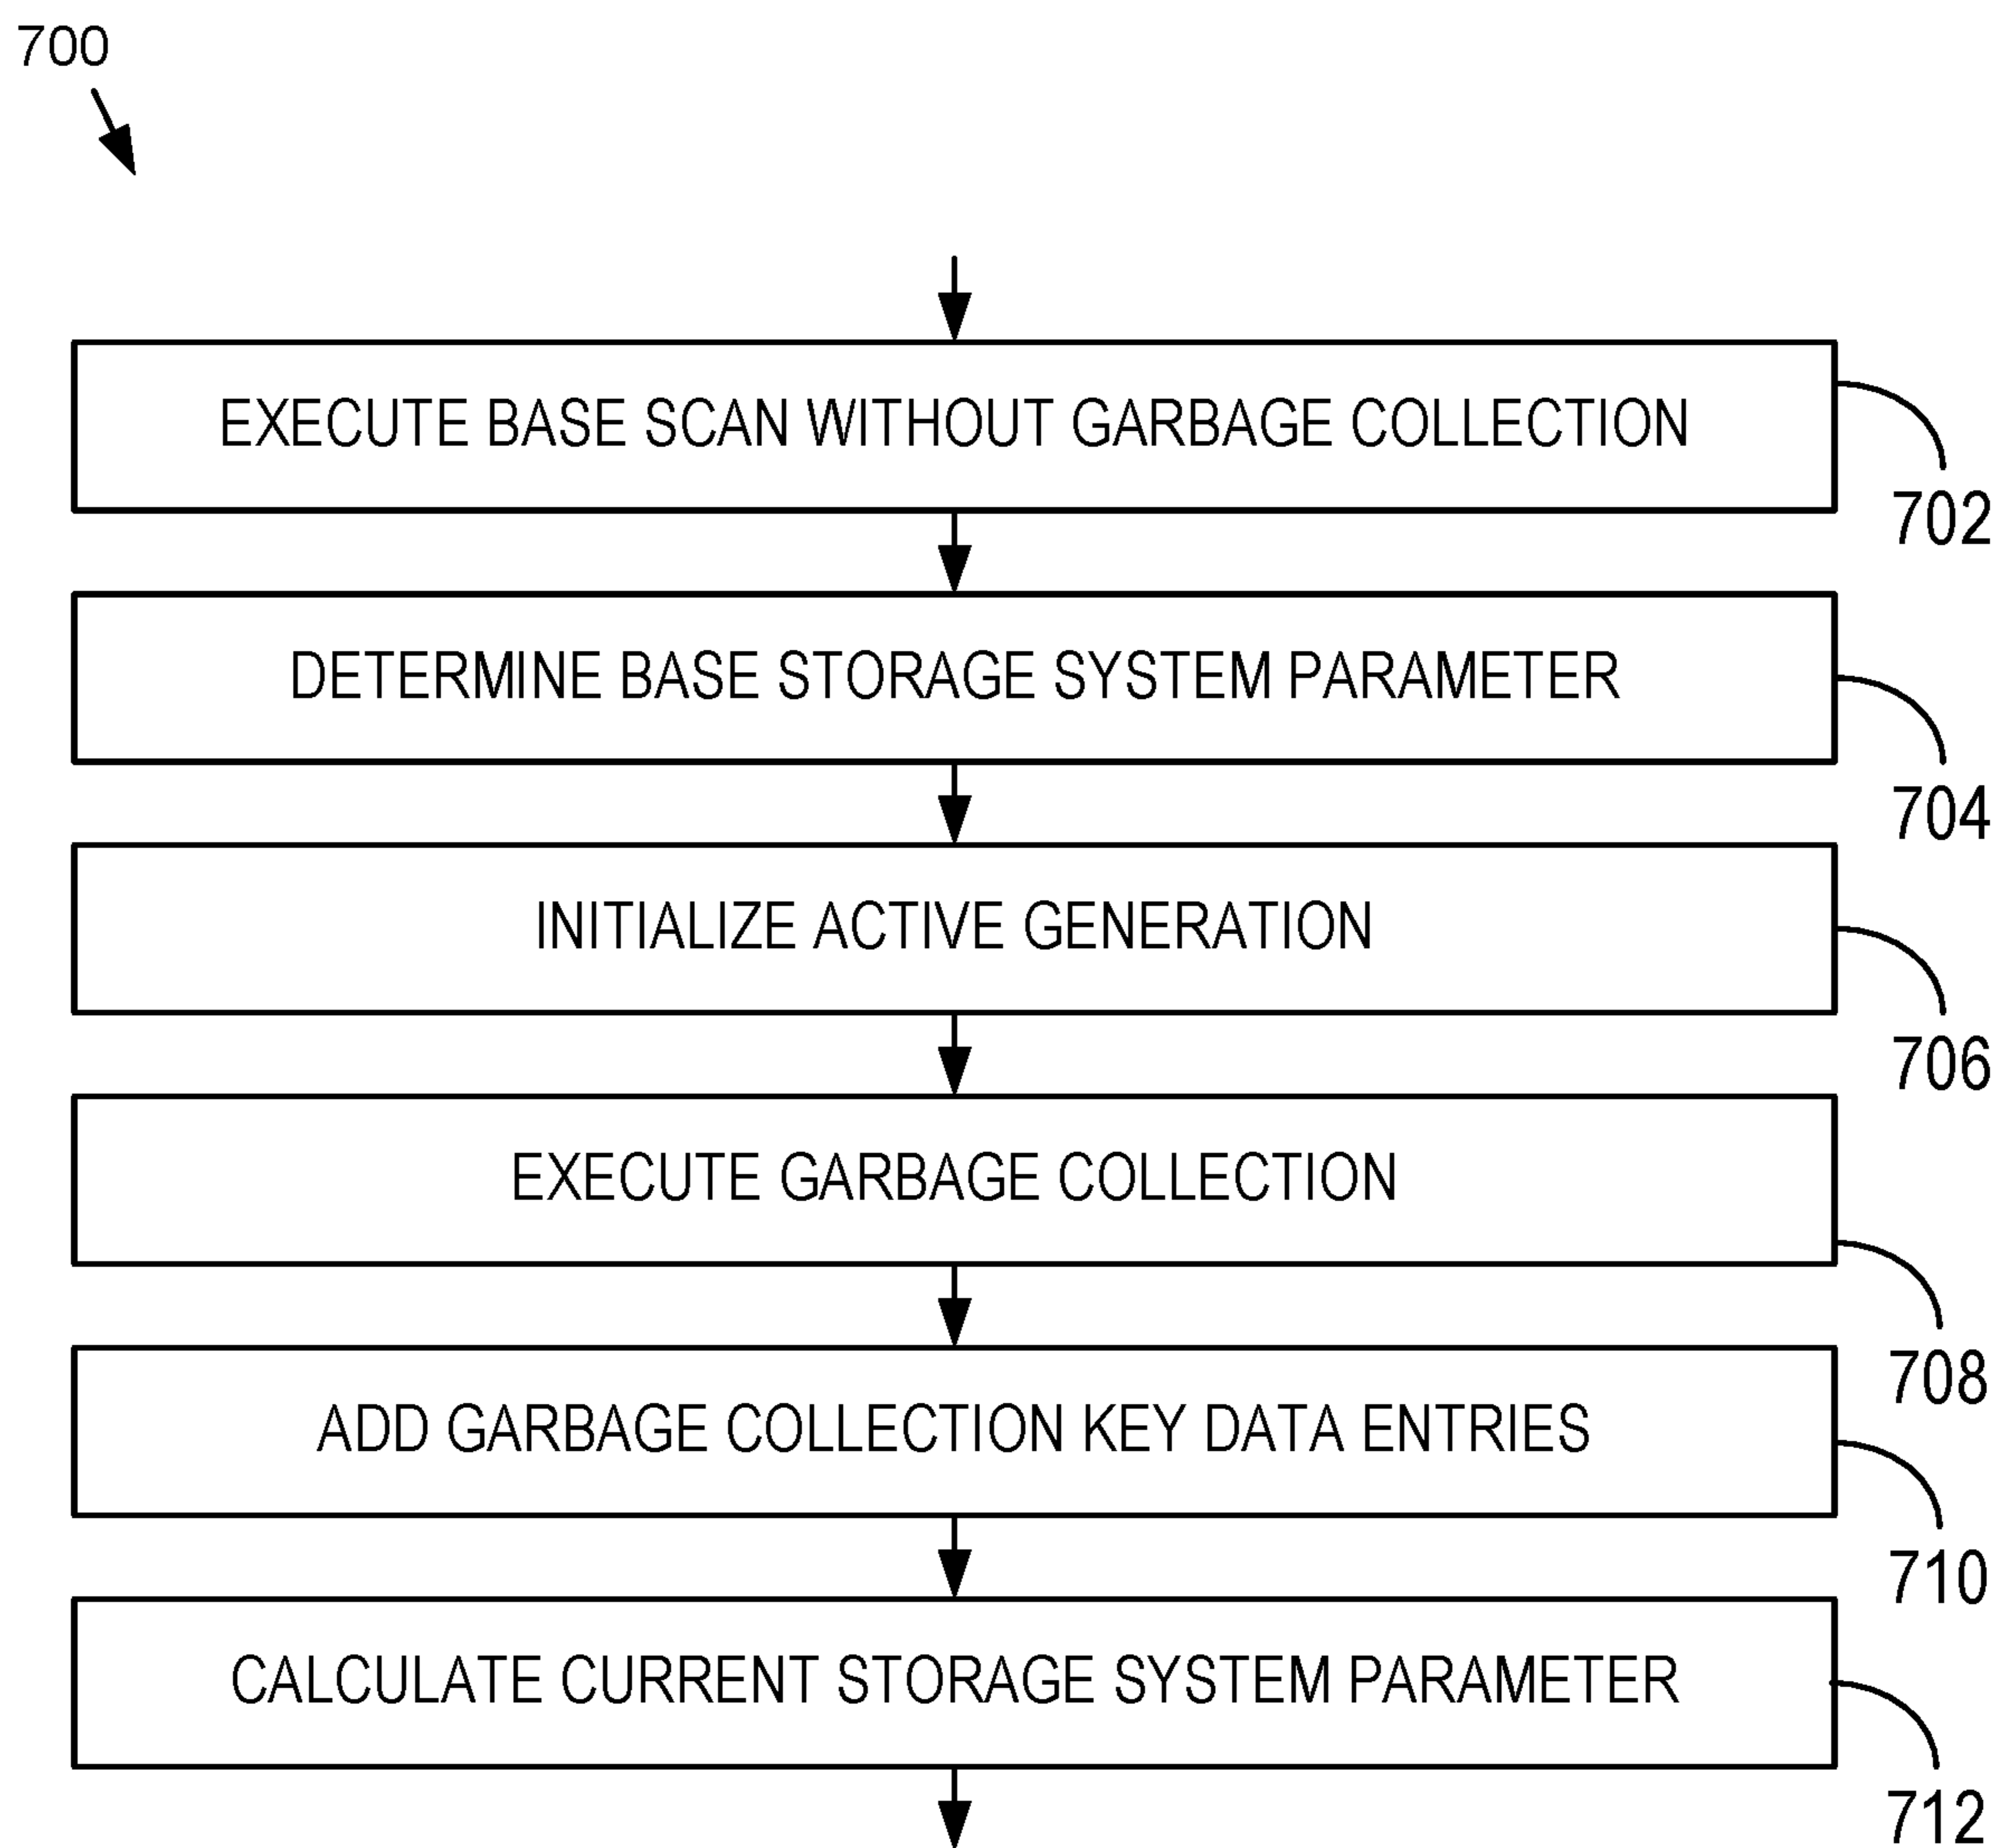 700
EXECUTE BASE SCAN WITHOUT GARBAGE COLLECTION
702
DETERMINE BASE STORAGE SYSTEM PARAMETER
704
INITIALIZE ACTIVE GENERATION
706
EXECUTE GARBAGE COLLECTION
708
ADD GARBAGE COLLECTION KEY DATA ENTRIES
710
CALCULATE CURRENT STORAGE SYSTEM PARAMETER
712